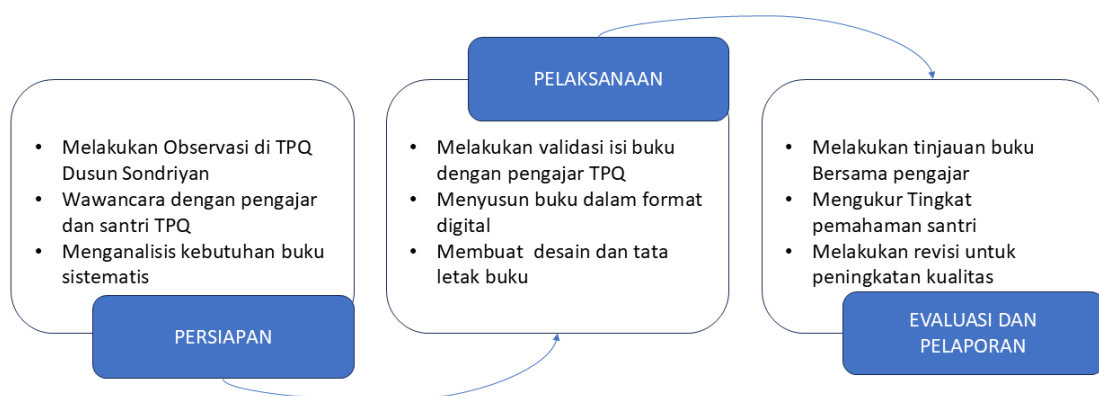 • Melakukan Observasi di TPQ
Dusun Sondriyan
• Wawancara dengan pengajar
dan santri TPQ
• Menganalisis kebutuhan buku
sistematis
PERSIAPAN
PELAKSANAAN
• Melakukan validasi isi buku
dengan pengajar TPQ
• Menyusun buku dalam format
digital
• Membuat desain dan tata
letak buku
• Melakukan tinjauan buku
Bersama pengajar
• Mengukur Tingkat
pemahaman santri
• Melakukan revisi untuk
peningkatan kualitas
EVALUASI DAN
PELAPORAN